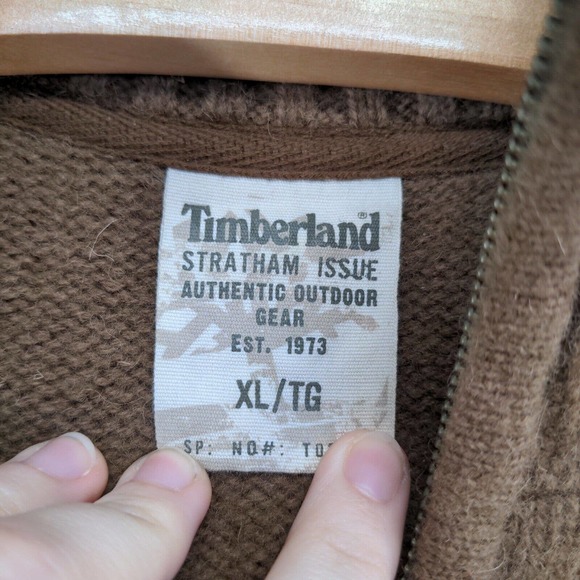 Timberland®
STRATHAM ISSUE
AUTHENTIC OUTDOOR
GEAR
EST. 1973
XL/TG
SP: NO#: